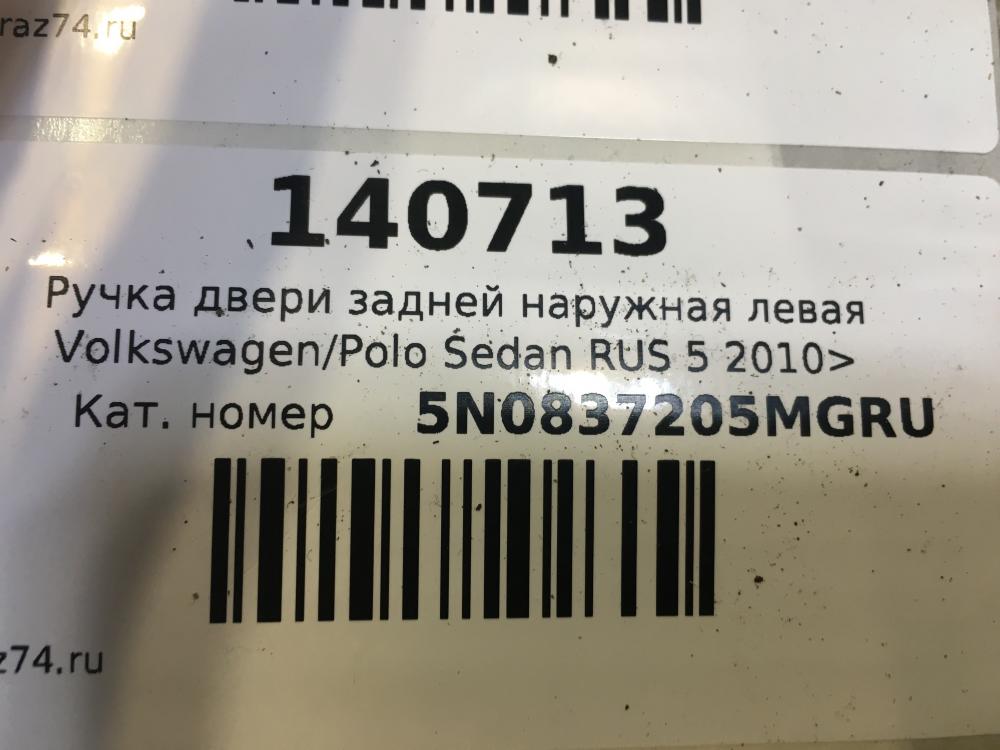 raz74.ru
140713
Ручка двери задней наружная левая
Volkswagen/Polo Sedan RUS 5 2010>
Кат. номер 5N0837205MGRU
z74.ru